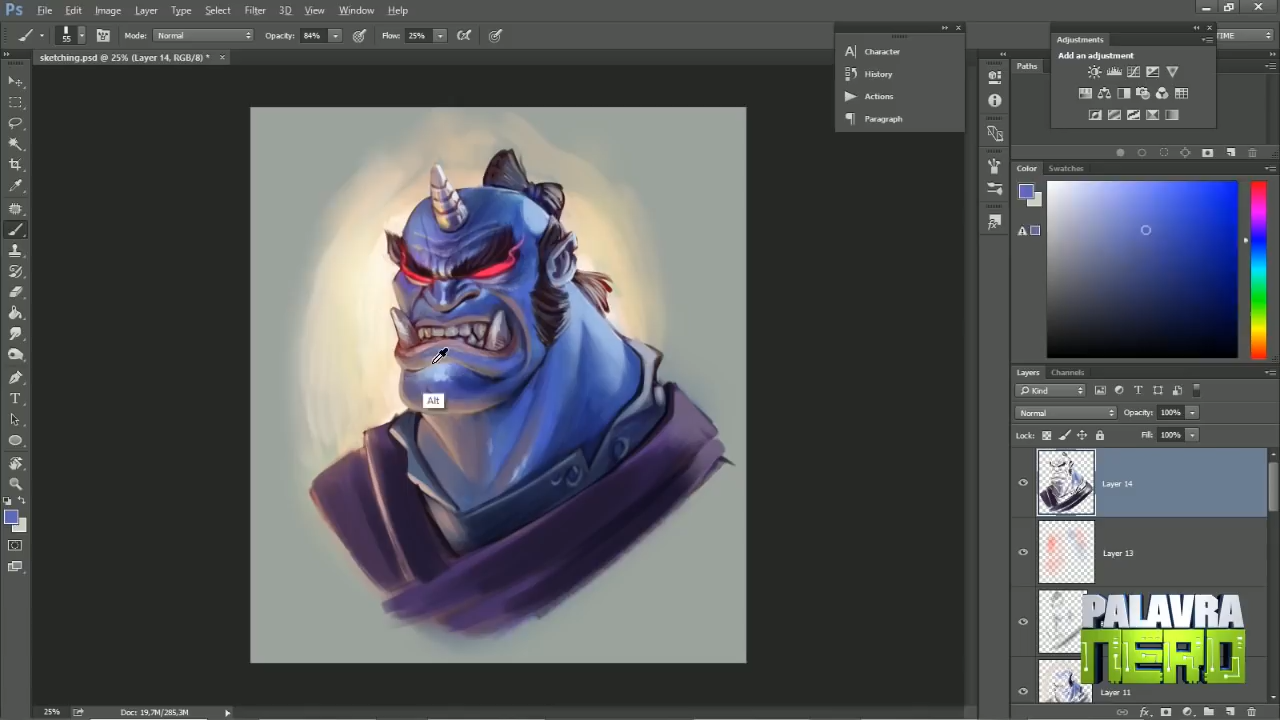 Ps File Edit Image Layer Type Select Filter 3D View Window Help
55 Mode: Normal Opacity: 84% Flow: 25%
sketching.psd @ 25% (Layer 14, RGB/8) * ×
Character
History
Actions
Paragraph
TIME
Adjustments
Add an adjustment
Paths
Color Swatches
Layers Channels
Kind
Normal Opacity: 100%
Lock: Fill: 100%
Layer 14
Layer 13
Layer 11
Alt
PALAVRA
NERD
25% Doc: 19,7M/285,3M